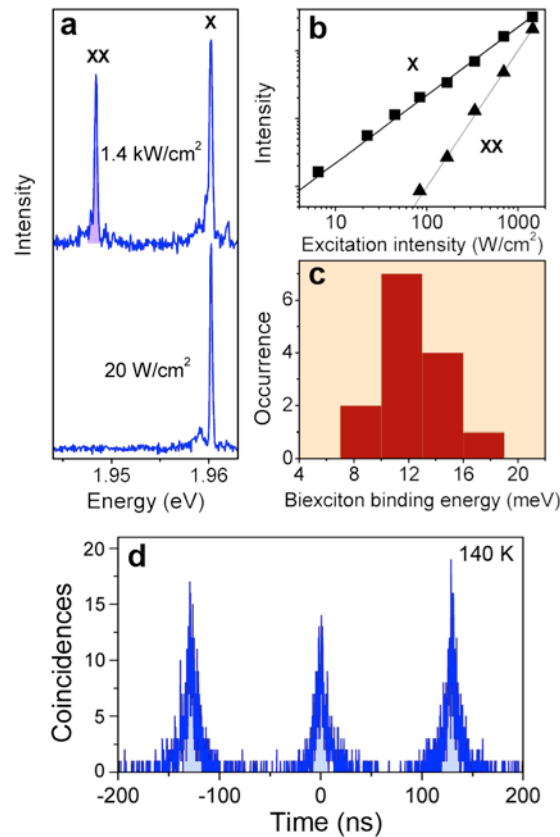 a
XX
X
1.4 kW/cm²
20 W/cm²
Intensity
1.95
1.96
Energy (eV)
b
X
XX
Intensity
10
100
1000
Excitation intensity (W/cm²)
c
Occurrence
6
4
2
0
4
8
12
16
20
Biexciton binding energy (meV)
d
140 K
Coincidences
20
15
10
5
0
-200
-100
0
100
200
Time (ns)